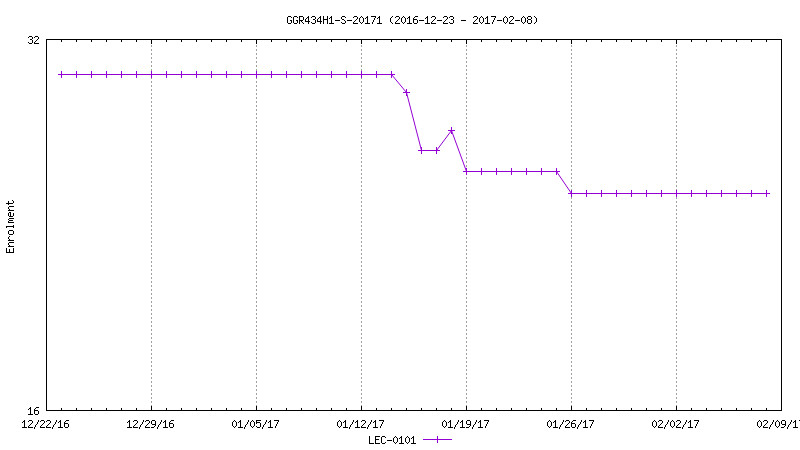 GGR434H1-S-20171 (2016-12-23 - 2017-02-08)
32
Enrolment
16
12/22/16 12/29/16 01/05/17 01/12/17 01/19/17 01/26/17 02/02/17 02/09/1
LEC-0101